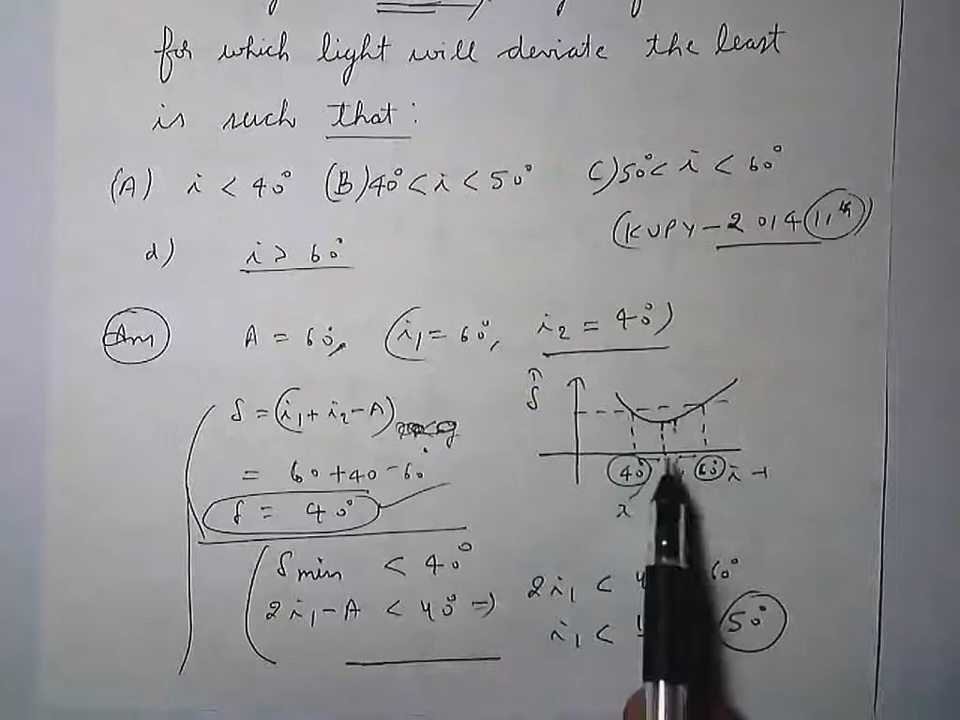 for which light will deviate the least
is such that :
(A) i < 40° (B) 40° < i < 50° C) 50° < i < 60°
(KVPY - 2014 11th)
d) i > 60°
Ans A = 60°, (i₁ = 60°, i₂ = 40°)
δ = (i₁ + i₂ - A)
= 60 + 40 - 60
δ = 40°
δ
40 60 i →
x
δmin < 40°
2i₁ - A < 40° ⇒ 2i₁ < 60°
i₁ < 50°